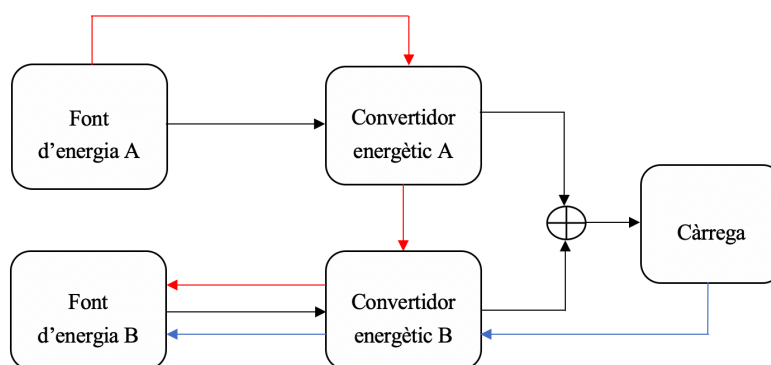 Font
d’energia A
Convertidor
energètic A
Càrrega
Font
d’energia B
Convertidor
energètic B